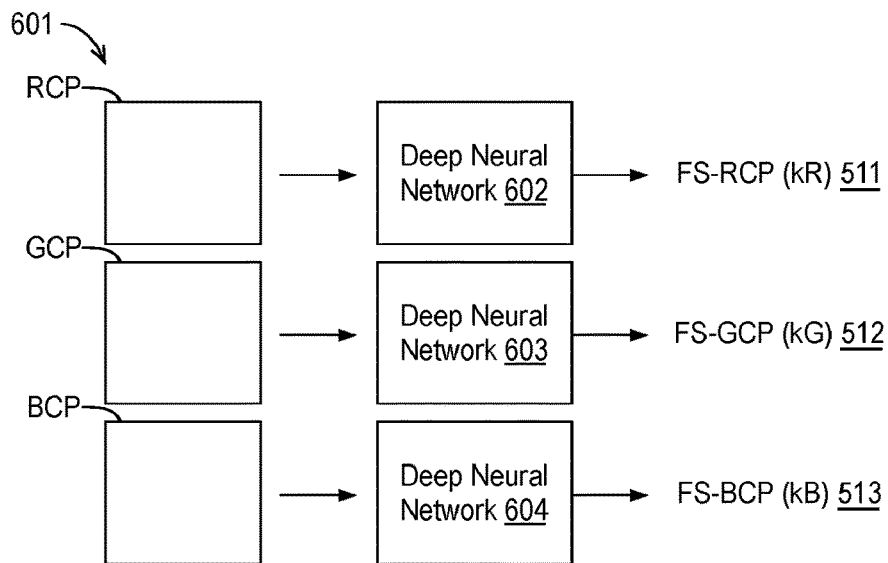 601
RCP
Deep Neural
Network 602
FS-RCP (kR) 511
GCP
Deep Neural
Network 603
FS-GCP (kG) 512
BCP
Deep Neural
Network 604
FS-BCP (kB) 513